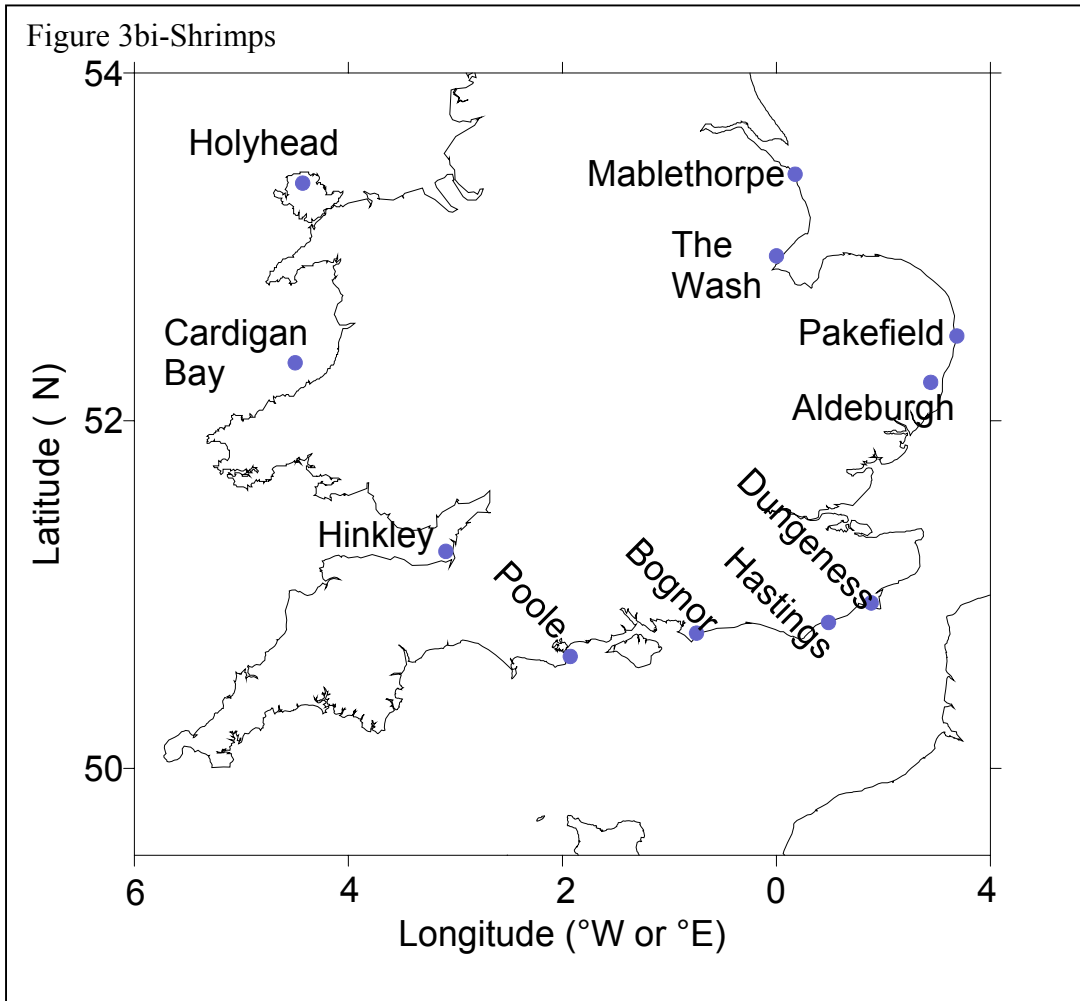 Figure 3bi-Shrimps
54
Holyhead
Mablethorpe
The
Wash
Cardigan
Bay
Pakefield
52
Aldeburgh
Latitude ( N)
Dungeness
Hinkley
Bognor
Hastings
Poole
50
6
4
2
0
4
Longitude (°W or °E)